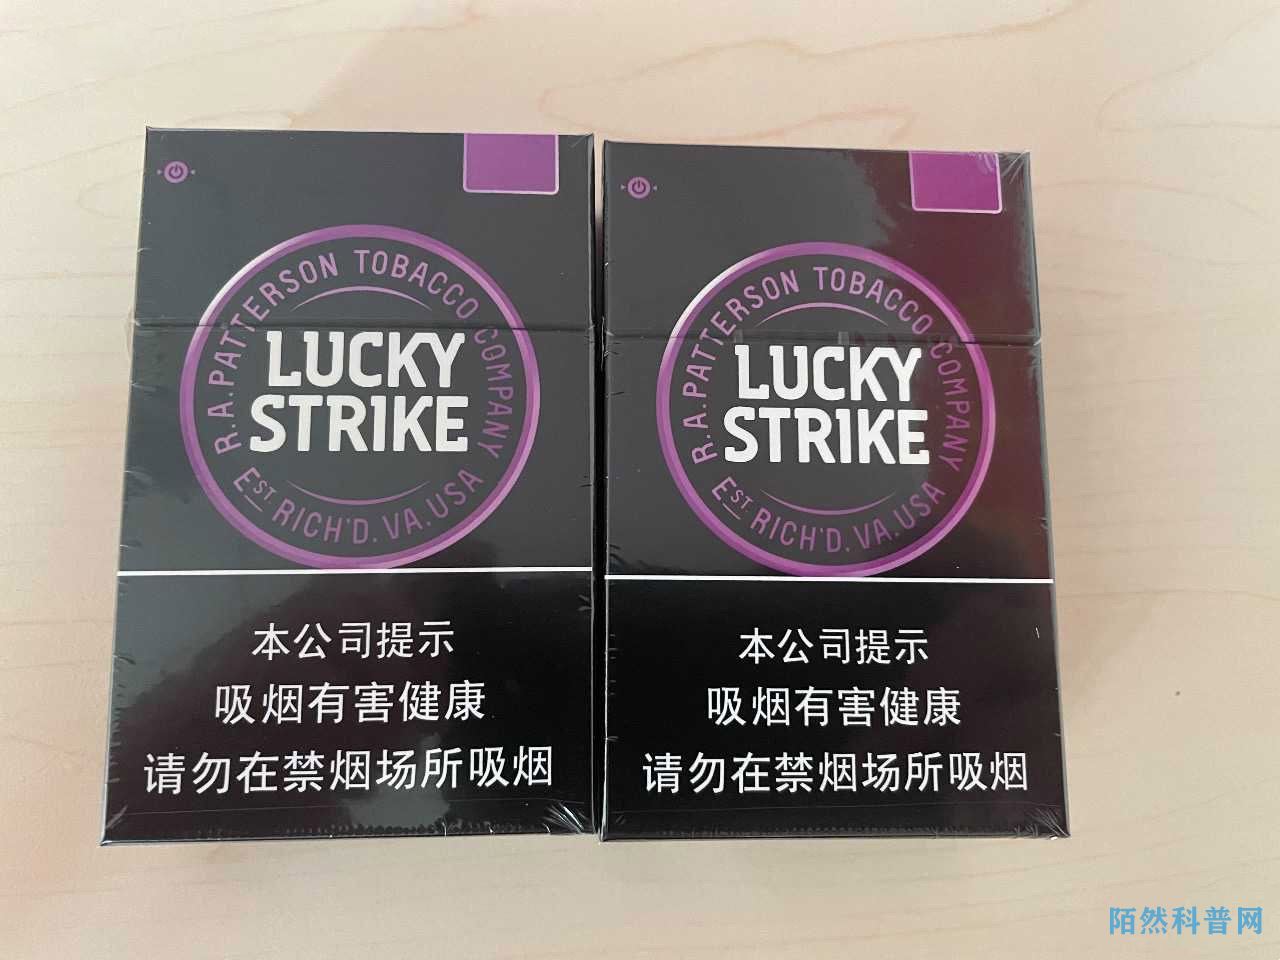 R.A.PATTERSON TOBACCO COMPANY
LUCKY
STRIKE
EST. RICH'D. VA. USA
本公司提示
吸烟有害健康
请勿在禁烟场所吸烟
R.A.PATTERSON TOBACCO COMPANY
LUCKY
STRIKE
EST. RICH'D. VA. USA
本公司提示
吸烟有害健康
请勿在禁烟场所吸烟
陌然科普网